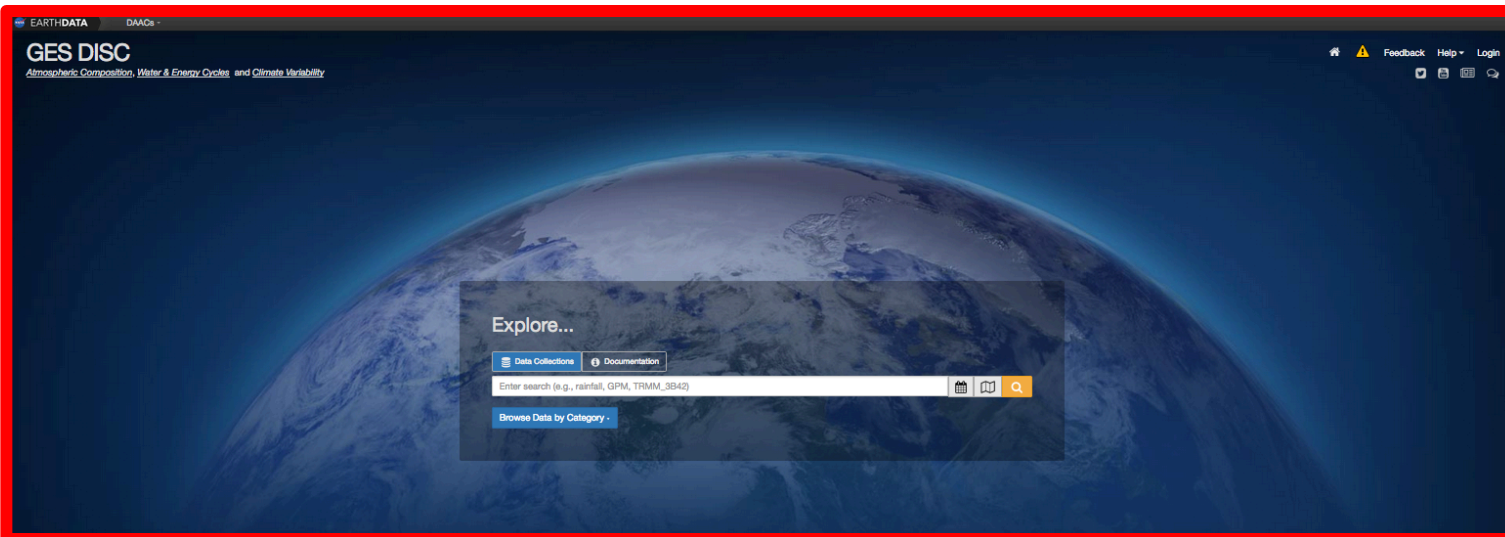 EARTHDATA DAACs
GES DISC
Atmospheric Composition, Water & Energy Cycles and Climate Variability
Feedback Help Login
Explore...
Data Collections Documentation
Enter search (e.g., rainfall, GPM, TRMM_3B42)
Browse Data by Category